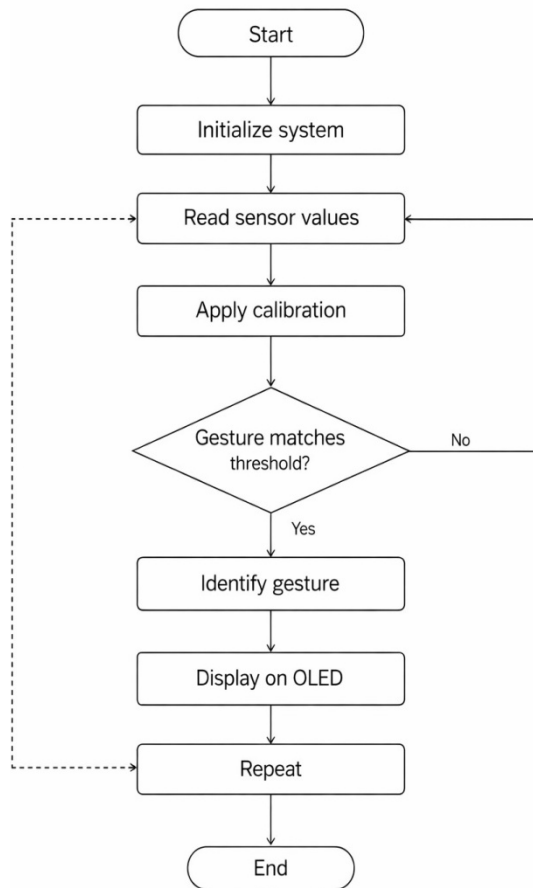 Start
Initialize system
Read sensor values
Apply calibration
Gesture matches
threshold?
No
Yes
Identify gesture
Display on OLED
Repeat
End